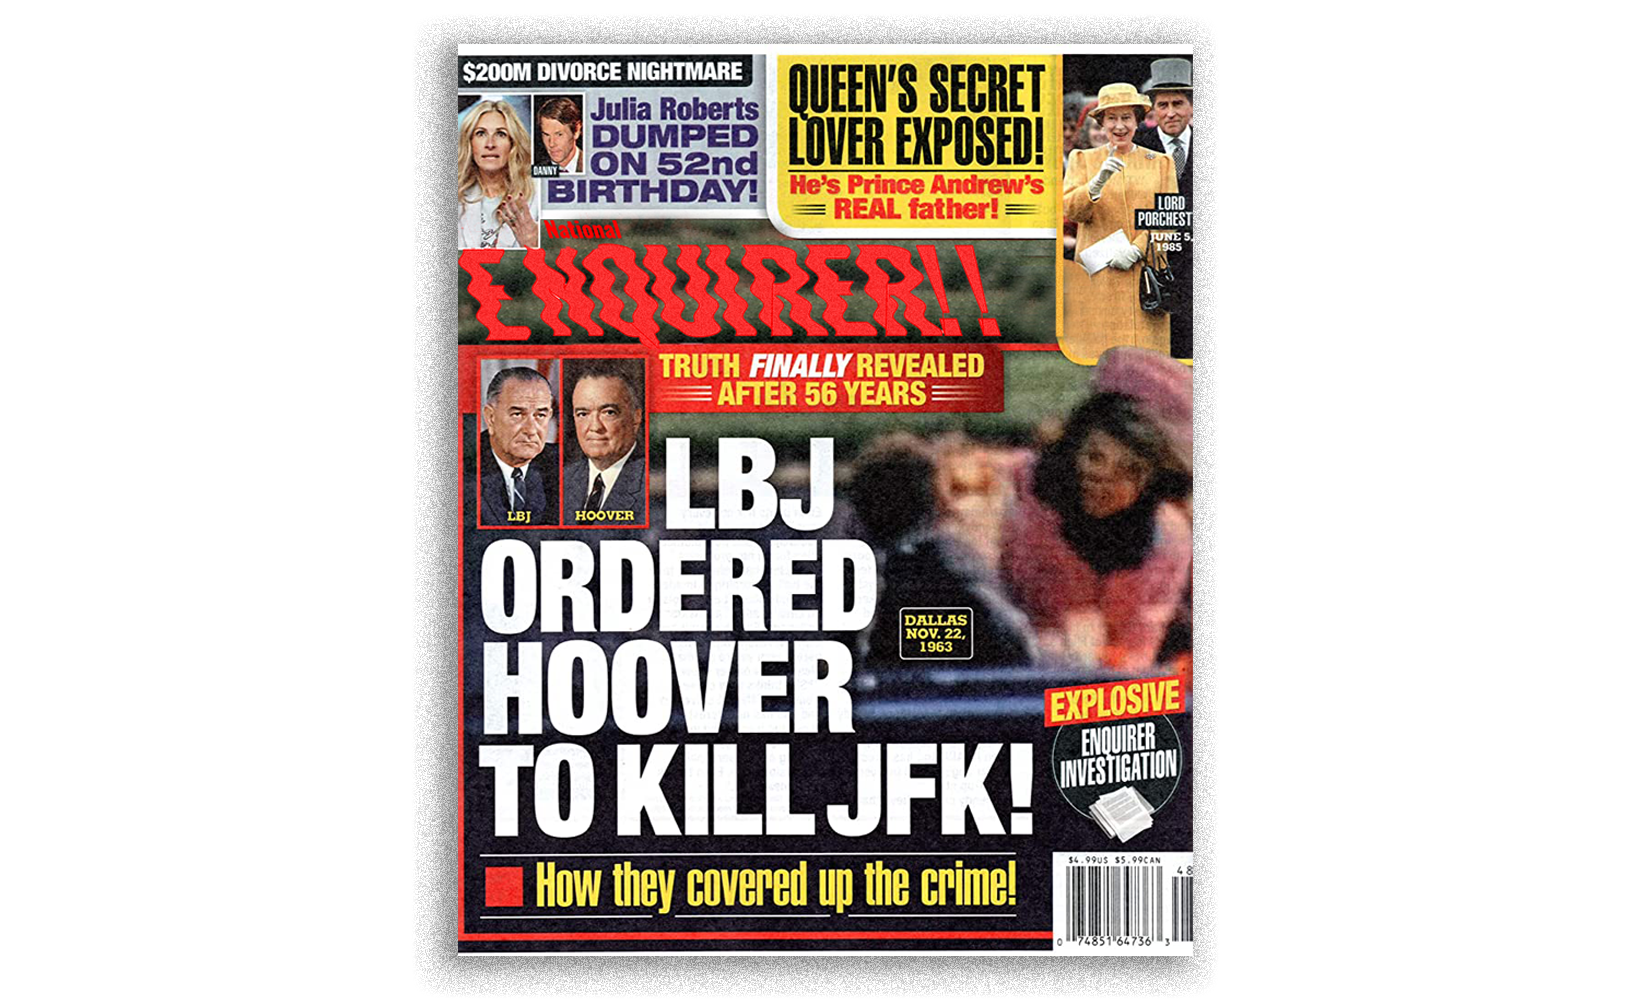 $200M DIVORCE NIGHTMARE
Julia Roberts
DUMPED
ON 52nd
BIRTHDAY!
DANNY
QUEEN'S SECRET
LOVER EXPOSED!
He's Prince Andrew's
REAL father!
LORD
PORCHEST
JUNE 5,
1985
National
ENQUIRER!!
TRUTH FINALLY REVEALED
AFTER 56 YEARS
LBJ
HOOVER
LBJ
ORDERED
HOOVER
TO KILL JFK!
DALLAS
NOV. 22,
1963
EXPLOSIVE
ENQUIRER
INVESTIGATION
How they covered up the crime!
$4.99US $5.99CAN
48
0 74851 64736 3